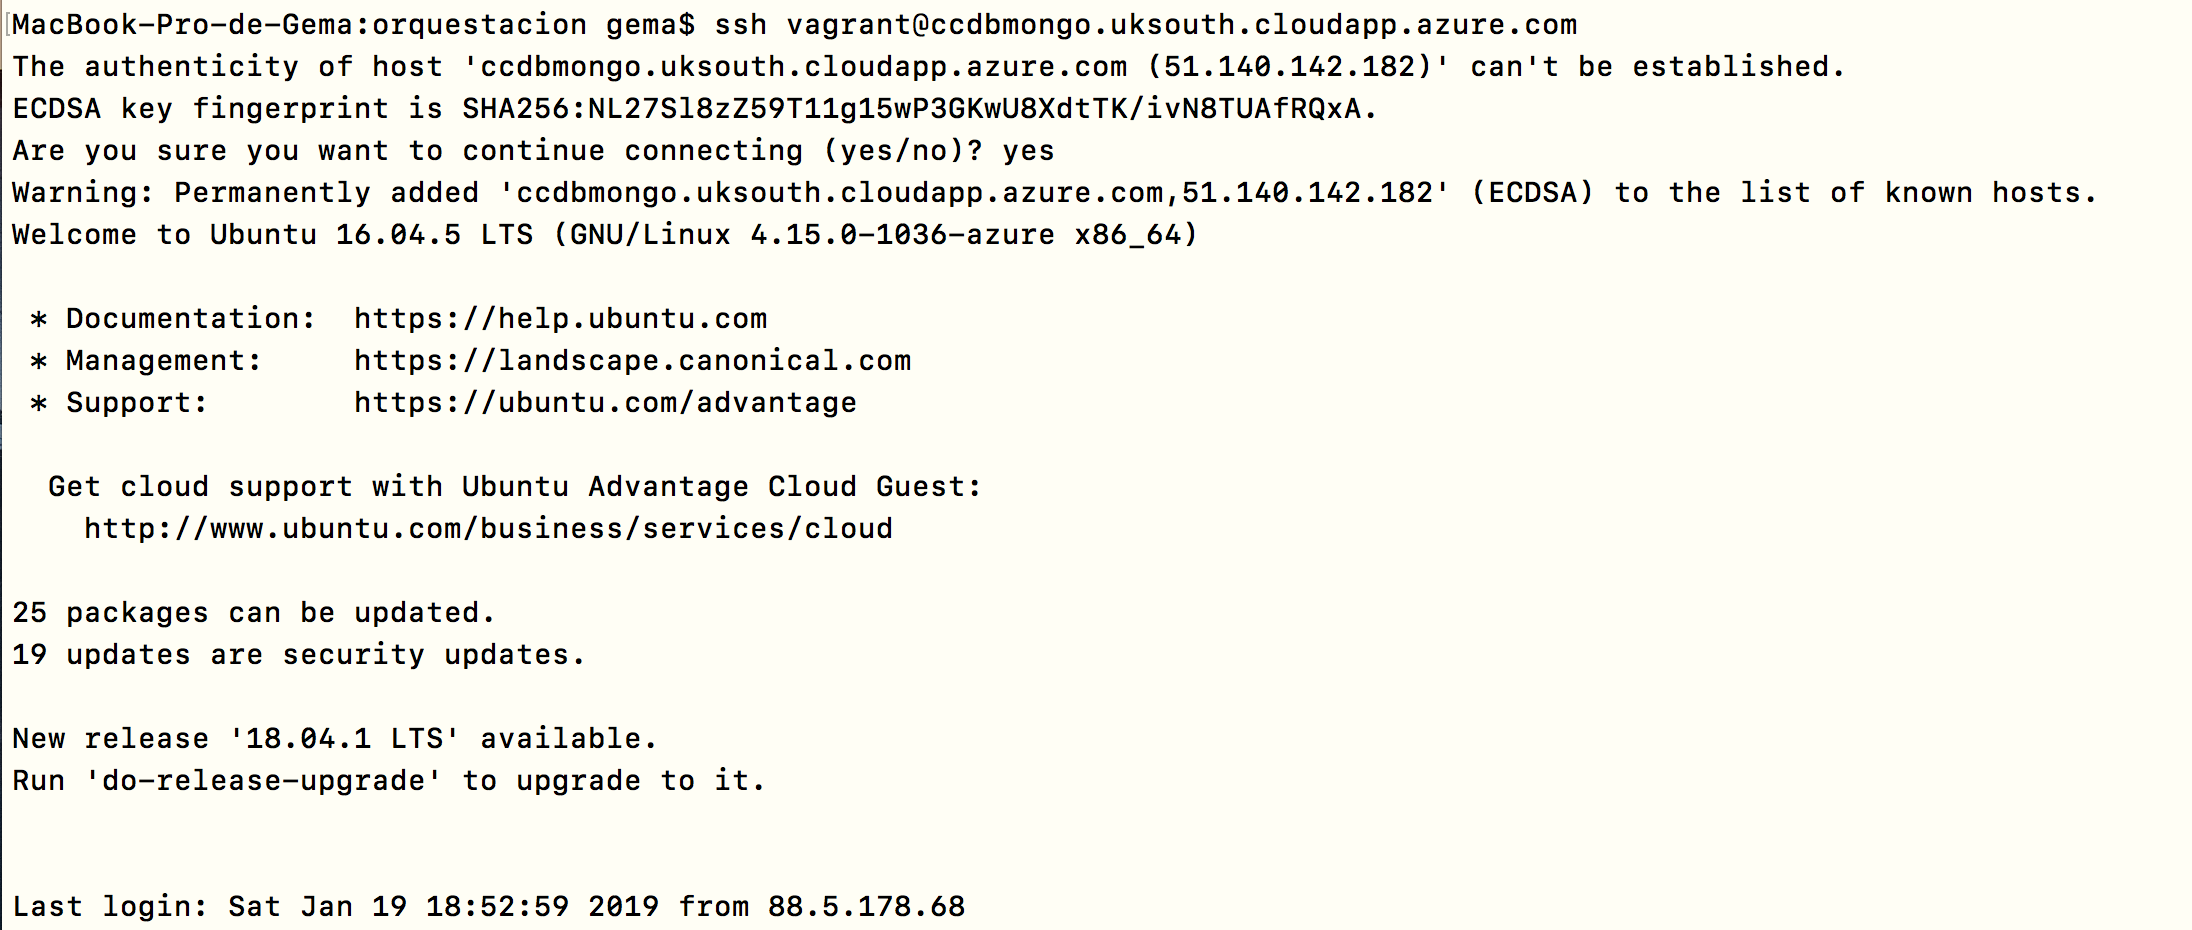 MacBook-Pro-de-Gema:orquestacion gema$ ssh vagrant@ccdbmongo.uksouth.cloudapp.azure.com
The authenticity of host 'ccdbmongo.uksouth.cloudapp.azure.com (51.140.142.182)' can't be established.
ECDSA key fingerprint is SHA256:NL27Sl8zZ59T11g15wP3GKwU8XdtTK/ivN8TUAfRQxA.
Are you sure you want to continue connecting (yes/no)? yes
Warning: Permanently added 'ccdbmongo.uksouth.cloudapp.azure.com,51.140.142.182' (ECDSA) to the list of known hosts.
Welcome to Ubuntu 16.04.5 LTS (GNU/Linux 4.15.0-1036-azure x86_64)
 * Documentation:  https://help.ubuntu.com
 * Management:     https://landscape.canonical.com
 * Support:        https://ubuntu.com/advantage
  Get cloud support with Ubuntu Advantage Cloud Guest:
    http://www.ubuntu.com/business/services/cloud
25 packages can be updated.
19 updates are security updates.
New release '18.04.1 LTS' available.
Run 'do-release-upgrade' to upgrade to it.
Last login: Sat Jan 19 18:52:59 2019 from 88.5.178.68